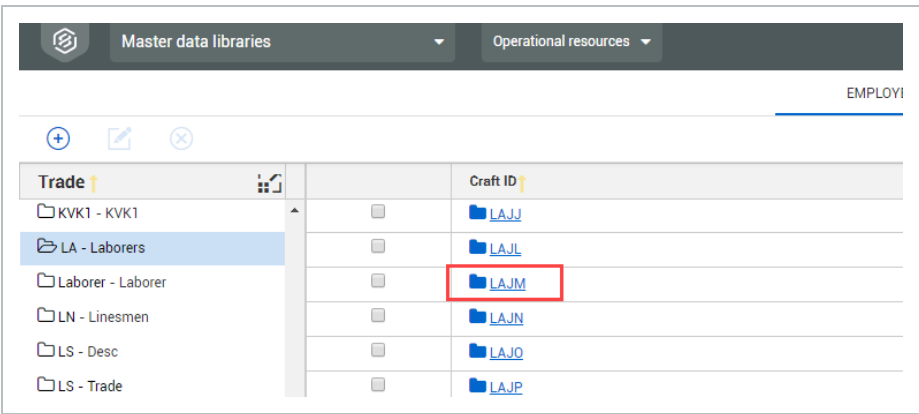 Master data libraries Operational resources
EMPLOYE
Trade Craft ID
KVK1 - KVK1 LAJJ
LA - Laborers LAJL
Laborer - Laborer LAJM
LN - Linesmen LAJN
LS - Desc LAJO
LS - Trade LAJP